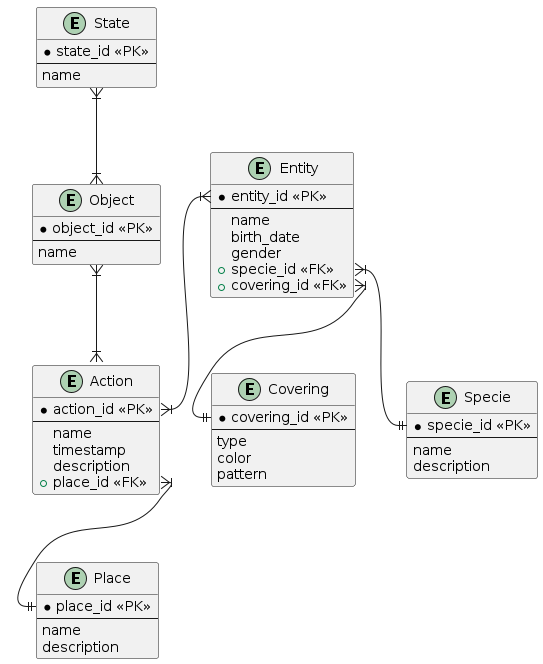 E State
state_id «PK»
name
E Object
object_id «PK»
name
E Entity
entity_id «PK»
name
birth_date
gender
specie_id «FK»
covering_id «FK»
E Action
action_id «PK»
name
timestamp
description
place_id «FK»
E Covering
covering_id «PK»
type
color
pattern
E Specie
specie_id «PK»
name
description
E Place
place_id «PK»
name
description